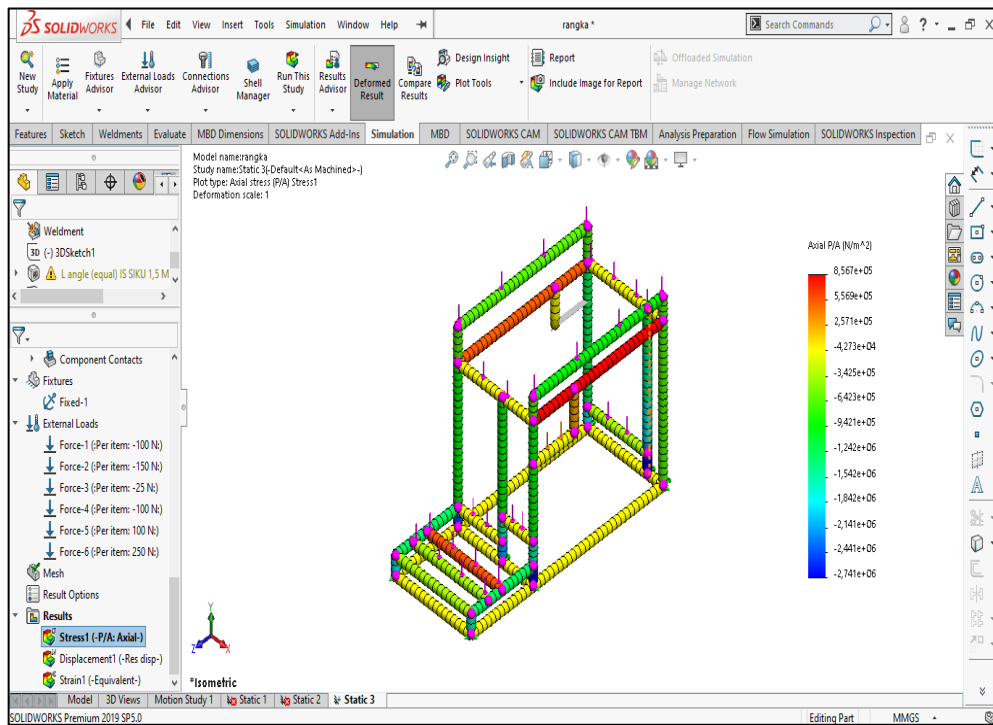 SOLIDWORKS File Edit View Insert Tools Simulation Window Help rangka * Search Commands
New Study
Apply Material
Fixtures Advisor
External Loads Advisor
Connections Advisor
Shell Manager
Run This Study
Results Advisor
Deformed Result
Compare Results
Design Insight
Plot Tools
Report
Include Image for Report
Offloaded Simulation
Manage Network
Features Sketch Weldments Evaluate MBD Dimensions SOLIDWORKS Add-Ins Simulation MBD SOLIDWORKS CAM SOLIDWORKS CAM TBM Analysis Preparation Flow Simulation SOLIDWORKS Inspection
Model name:rangka
Study name:Static 3(-Default<As Machined>-)
Plot type: Axial stress (P/A) Stress1
Deformation scale: 1
Weldment
3D (-) 3DSketch1
L angle (equal) IS SIKU 1,5 M
Component Contacts
Fixtures
Fixed-1
External Loads
Force-1 (:Per item: -100 N:)
Force-2 (:Per item: -150 N:)
Force-3 (:Per item: -25 N:)
Force-4 (:Per item: -100 N:)
Force-5 (:Per item: 100 N:)
Force-6 (:Per item: 250 N:)
Mesh
Result Options
Results
Stress1 (-P/A: Axial-)
Displacement1 (-Res disp-)
Strain1 (-Equivalent-)
Axial P/A (N/m^2)
8,567e+05
5,569e+05
2,571e+05
-4,273e+04
-3,425e+05
-6,423e+05
-9,421e+05
-1,242e+06
-1,542e+06
-1,842e+06
-2,141e+06
-2,441e+06
-2,741e+06
Y
Z
X
*Isometric
Model 3D Views Motion Study 1 Static 1 Static 2 Static 3
SOLIDWORKS Premium 2019 SP5.0 Editing Part MMGS